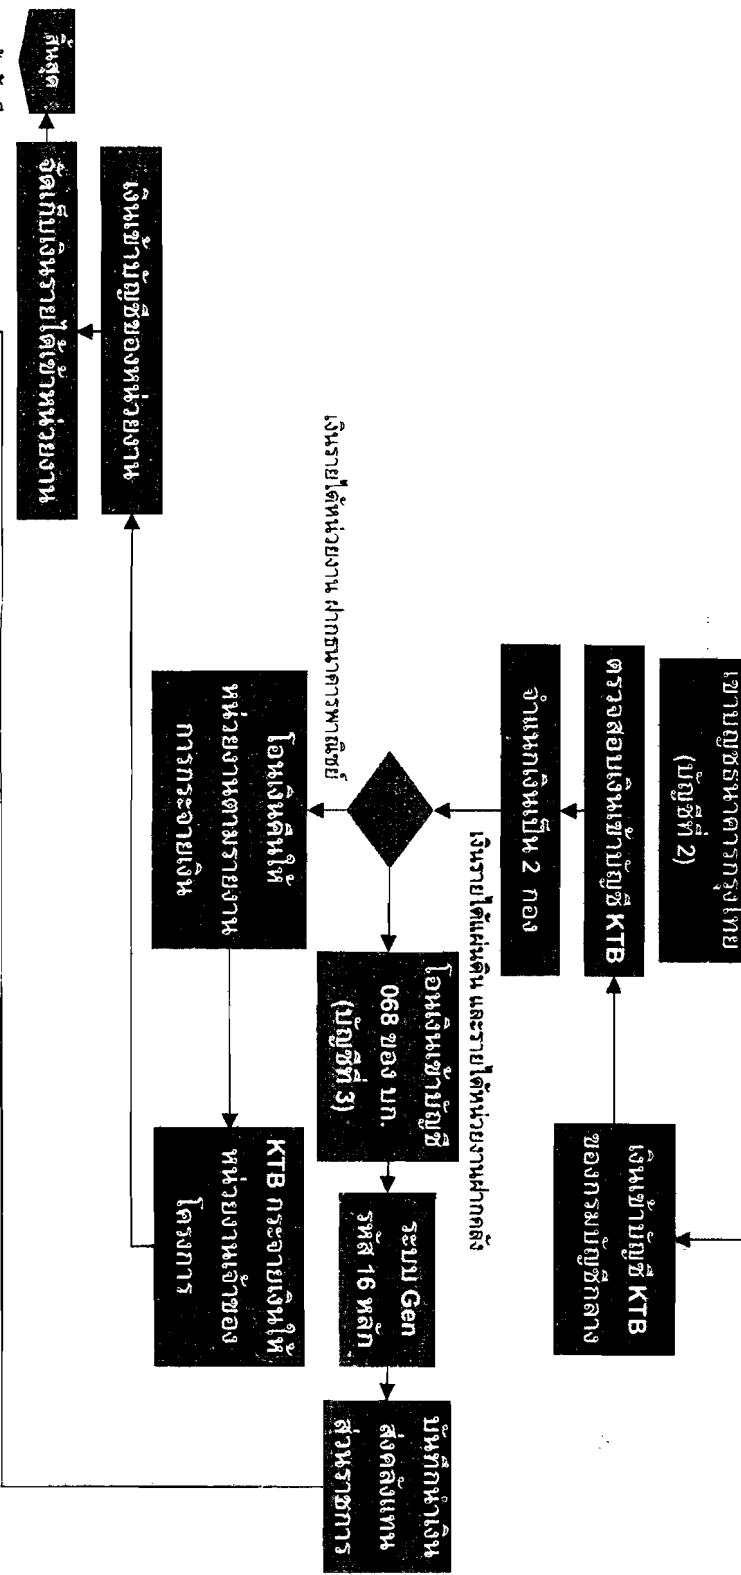 เข้าบัญชีธนาคารกรุงไทย
(บัญชีที่ 2)
เงินเข้าบัญชี KTB
ของกรมบัญชีกลาง
ตรวจสอบเงินเข้าบัญชี KTB
จำแนกเงินเป็น 2 กอง
เงินรายได้แผ่นดิน และรายได้หน่วยงานฝากคลัง
เงินรายได้หน่วยงาน ฝากธนาคารพาณิชย์
โอนเงินเข้าบัญชี
068 ของ บก.
(บัญชีที่ 3)
ระบบ Gen
รหัส 16 หลัก
บันทึกนำเงิน
ส่งคลังแทน
ส่วนราชการ
โอนเงินคืนให้
หน่วยงานตามรายงาน
การกระจายเงิน
KTB กระจายเงินให้
หน่วยงานเจ้าของ
โครงการ
เงินเข้าบัญชีของหน่วยงาน
จัดเก็บเงินรายได้เข้าหน่วยงาน
สิ้นสุด